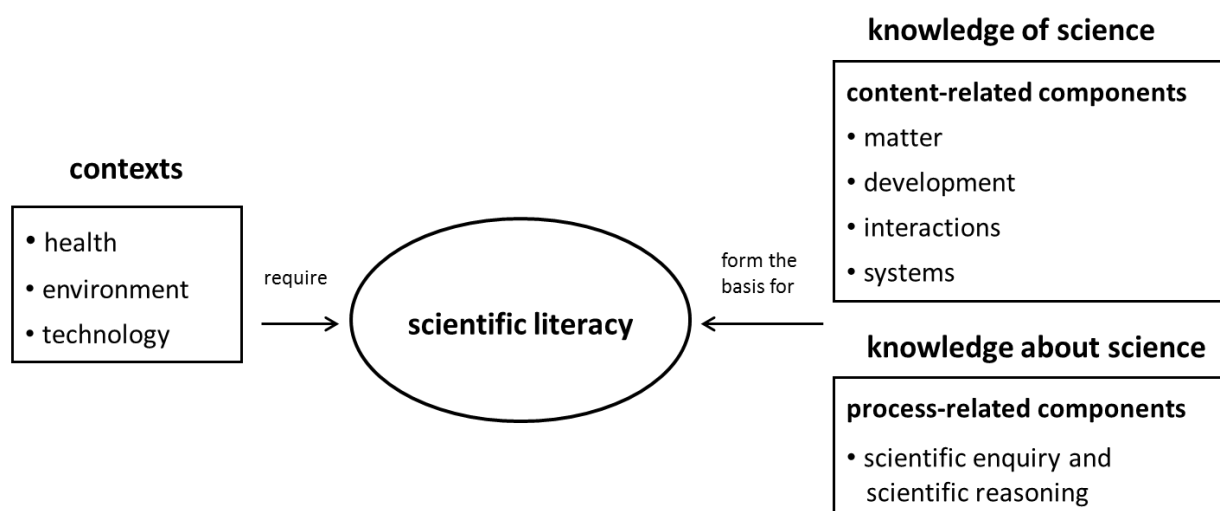 contexts
• health
• environment
• technology
require
scientific literacy
form the
basis for
knowledge of science
content-related components
• matter
• development
• interactions
• systems
knowledge about science
process-related components
• scientific enquiry and
scientific reasoning